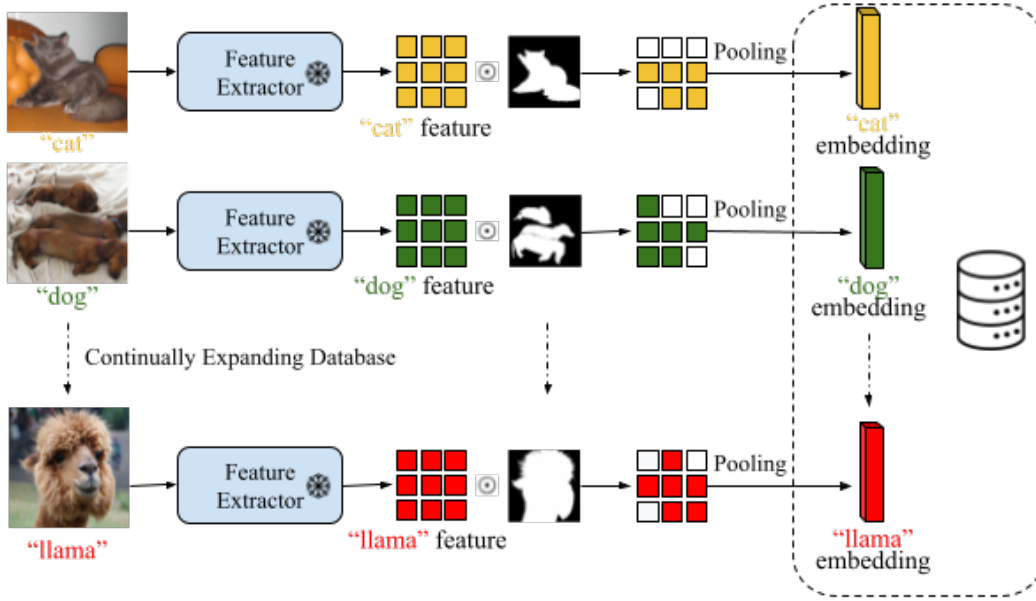 Feature
Extractor
Pooling
“cat”
“cat” feature
“cat”
embedding
Feature
Extractor
Pooling
“dog”
“dog” feature
“dog”
embedding
Continually Expanding Database
Feature
Extractor
Pooling
“llama”
“llama” feature
“llama”
embedding